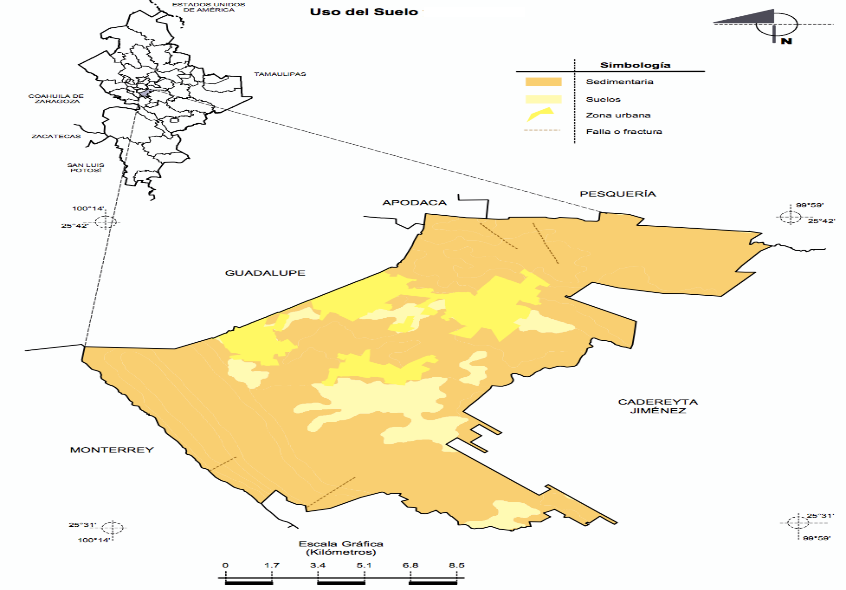 ESTADOS UNIDOS
DE AMÉRICA
Uso del Suelo
N
TAMAULIPAS
COAHUILA DE
ZARAGOZA
ZACATECAS
SAN LUIS
POTOSÍ
Simbología
Sedimentaria
Suelos
Zona urbana
Falla o fractura
100°14'
25°42'
APODACA
PESQUERÍA
99°59'
25°42'
GUADALUPE
CADEREYTA
JIMÉNEZ
MONTERREY
25°31'
100°14'
25°31'
99°59'
Escala Gráfica
(Kilómetros)
0 1.7 3.4 5.1 6.8 8.5